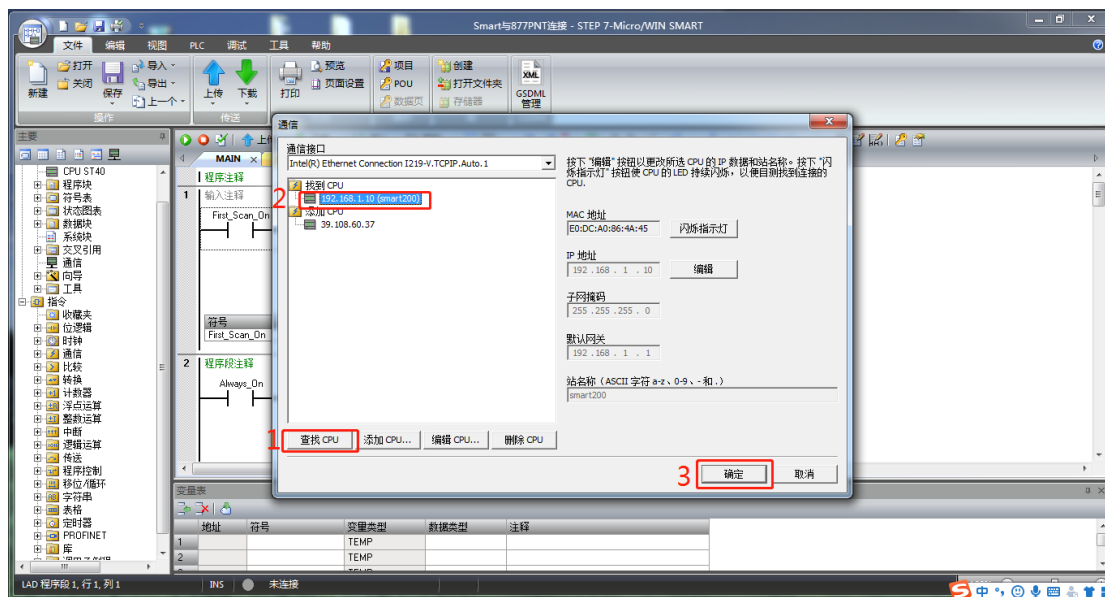 Smart与877PNT连接 - STEP 7-Micro/WIN SMART
文件 编辑 视图 PLC 调试 工具 帮助
新建 打开 关闭 保存 导入 导出 上一个
操作
上传 下载
传送
打印 预览 页面设置
项目 POU 数据页
创建 打开文件夹 存储器
XML GSDML 管理
主要
CPU ST40
程序块
符号表
状态图表
数据块
系统块
交叉引用
通信
向导
工具
指令
收藏夹
位逻辑
时钟
通信
比较
转换
计数器
浮点运算
整数运算
中断
逻辑运算
传送
程序控制
移位/循环
字符串
表格
定时器
PROFINET
库
上传
MAIN
程序注释
1 输入注释
First_Scan_On
符号
First_Scan_On
2 程序段注释
Always_On
通信
通信接口
Intel(R) Ethernet Connection I219-V.TCPIP.Auto.1
找到 CPU
2 192.168.1.10 (smart200)
添加 CPU
39.108.60.37
按下 "编辑" 按钮以更改所选 CPU 的 IP 数据和站名称。按下 "闪
烁指示灯" 按钮使 CPU 的 LED 持续闪烁，以便目测找到连接的
CPU.
MAC 地址
E0:DC:A0:86:4A:45 闪烁指示灯
IP 地址
192 . 168 . 1 . 10 编辑
子网掩码
255 . 255 . 255 . 0
默认网关
192 . 168 . 1 . 1
站名称（ASCII 字符 a-z、0-9、- 和 .）
smart200
1 查找 CPU 添加 CPU... 编辑 CPU... 删除 CPU
3 确定 取消
变量表
地址 符号 变量类型 数据类型 注释
1 TEMP
2 TEMP
LAD 程序段 1, 行 1, 列 1 INS 未连接
中